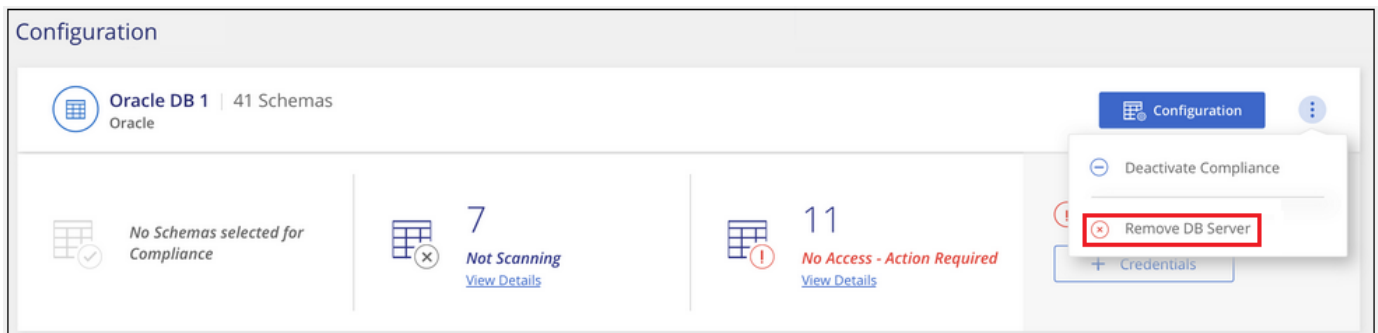 Configuration
Oracle DB 1 | 41 Schemas
Oracle
Configuration
Deactivate Compliance
Remove DB Server
No Schemas selected for
Compliance
7
Not Scanning
View Details
11
No Access - Action Required
View Details
+ Credentials